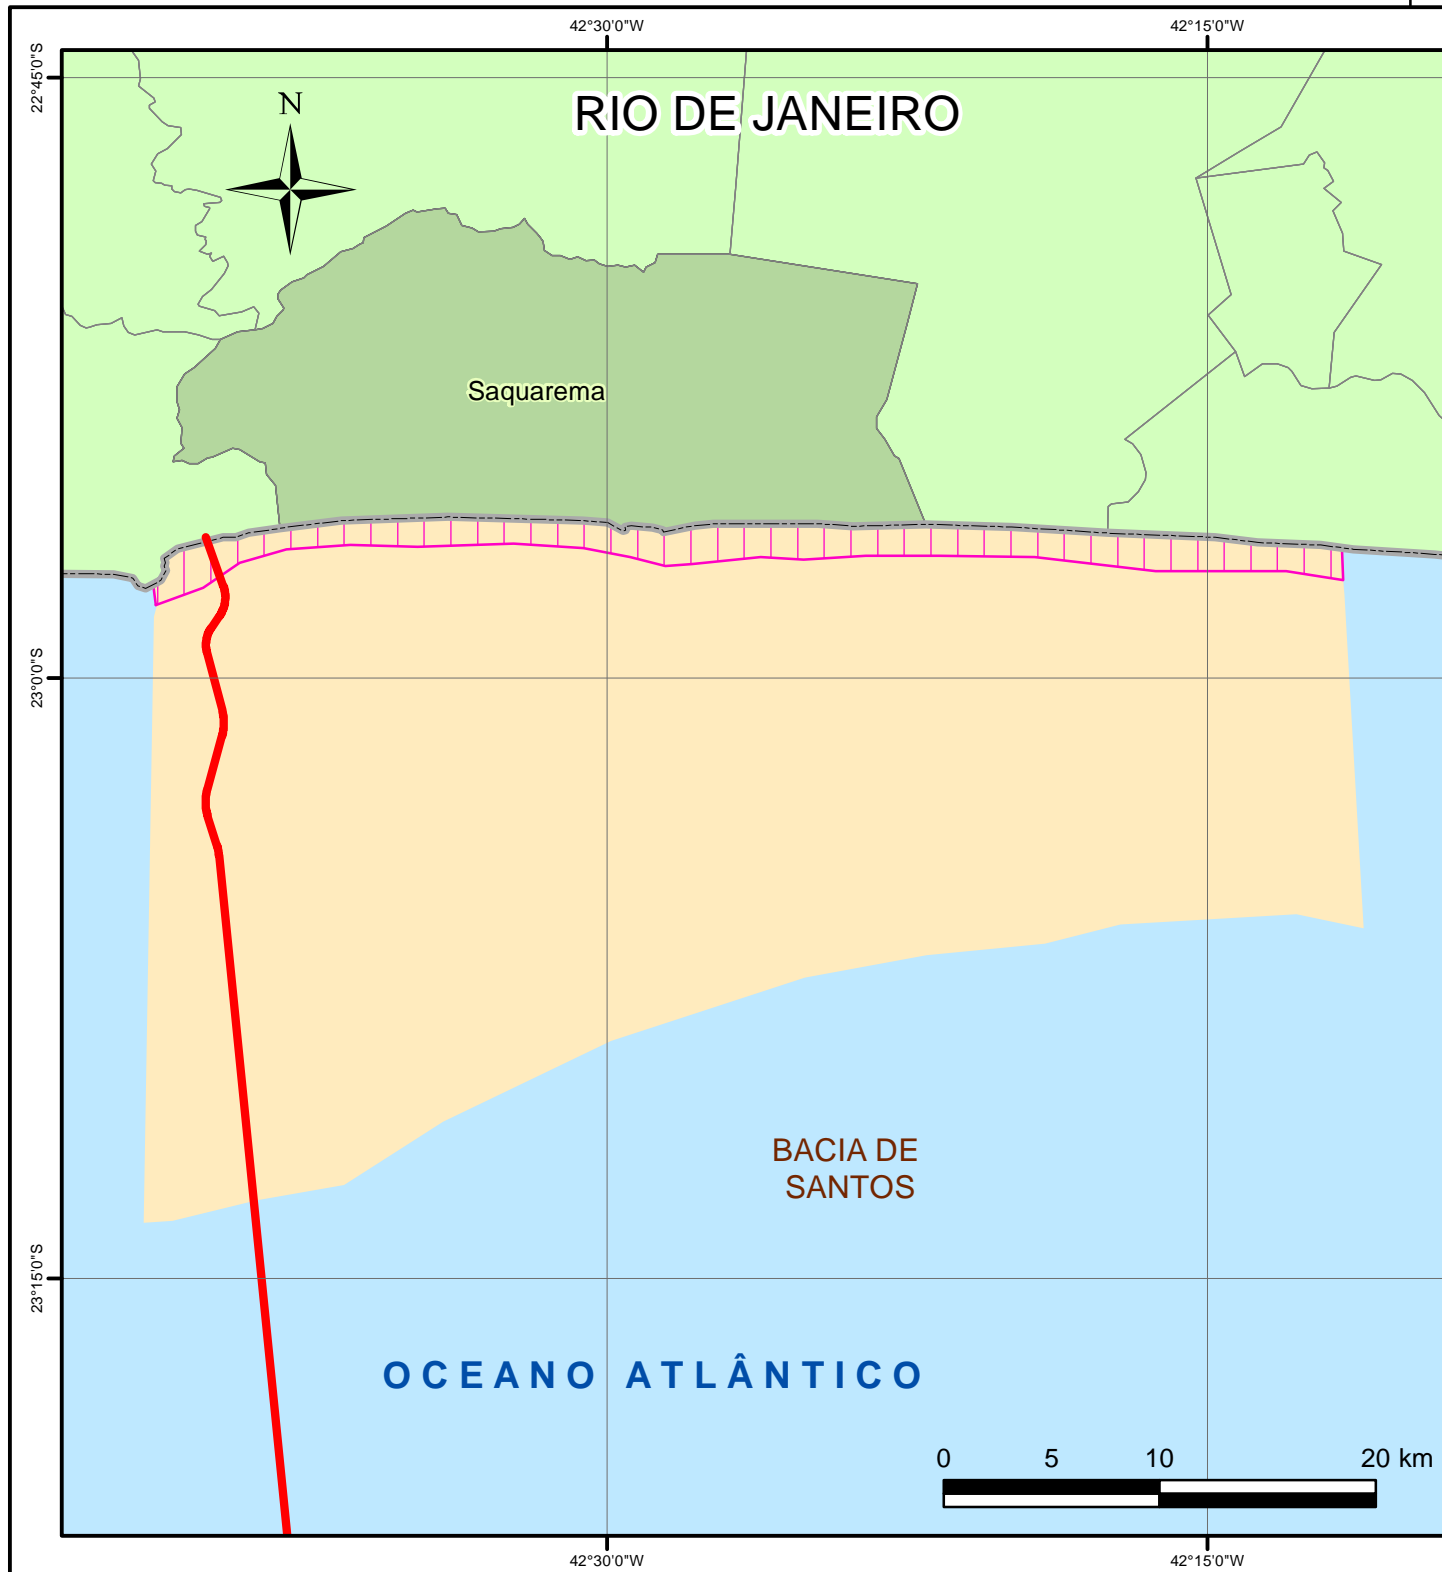 42°30'0"W
42°15'0"W
22°45'0"S
N
RIO DE JANEIRO
Saquarema
23°0'0"S
BACIA DE
SANTOS
23°15'0"S
OCEANO ATLÂNTICO
0 5 10 20 km
42°30'0"W
42°15'0"W